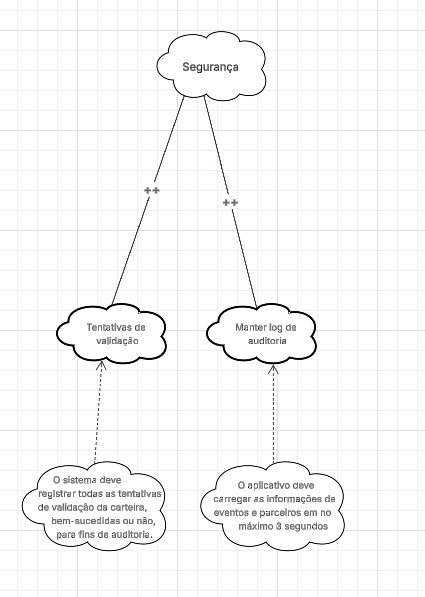 Segurança
++
++
Tentativas de
validação
Manter log de
auditoria
O sistema deve
registrar todas as tentativas
de validação da carteira,
bem-sucedidas ou não,
para fins de auditoria.
O aplicativo deve
carregar as informações de
eventos e parceiros em no
máximo 3 segundos